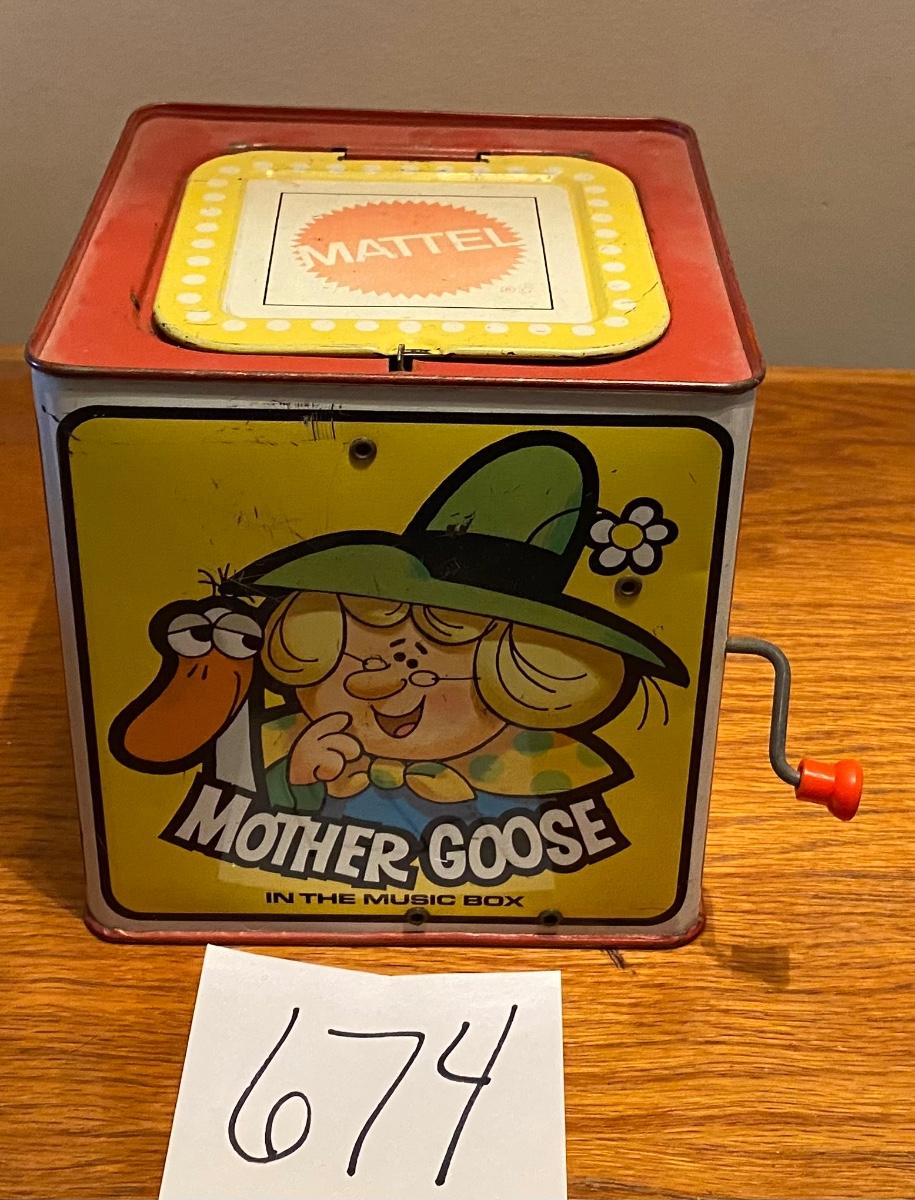 MATTEL
MOTHER GOOSE
IN THE MUSIC BOX
674